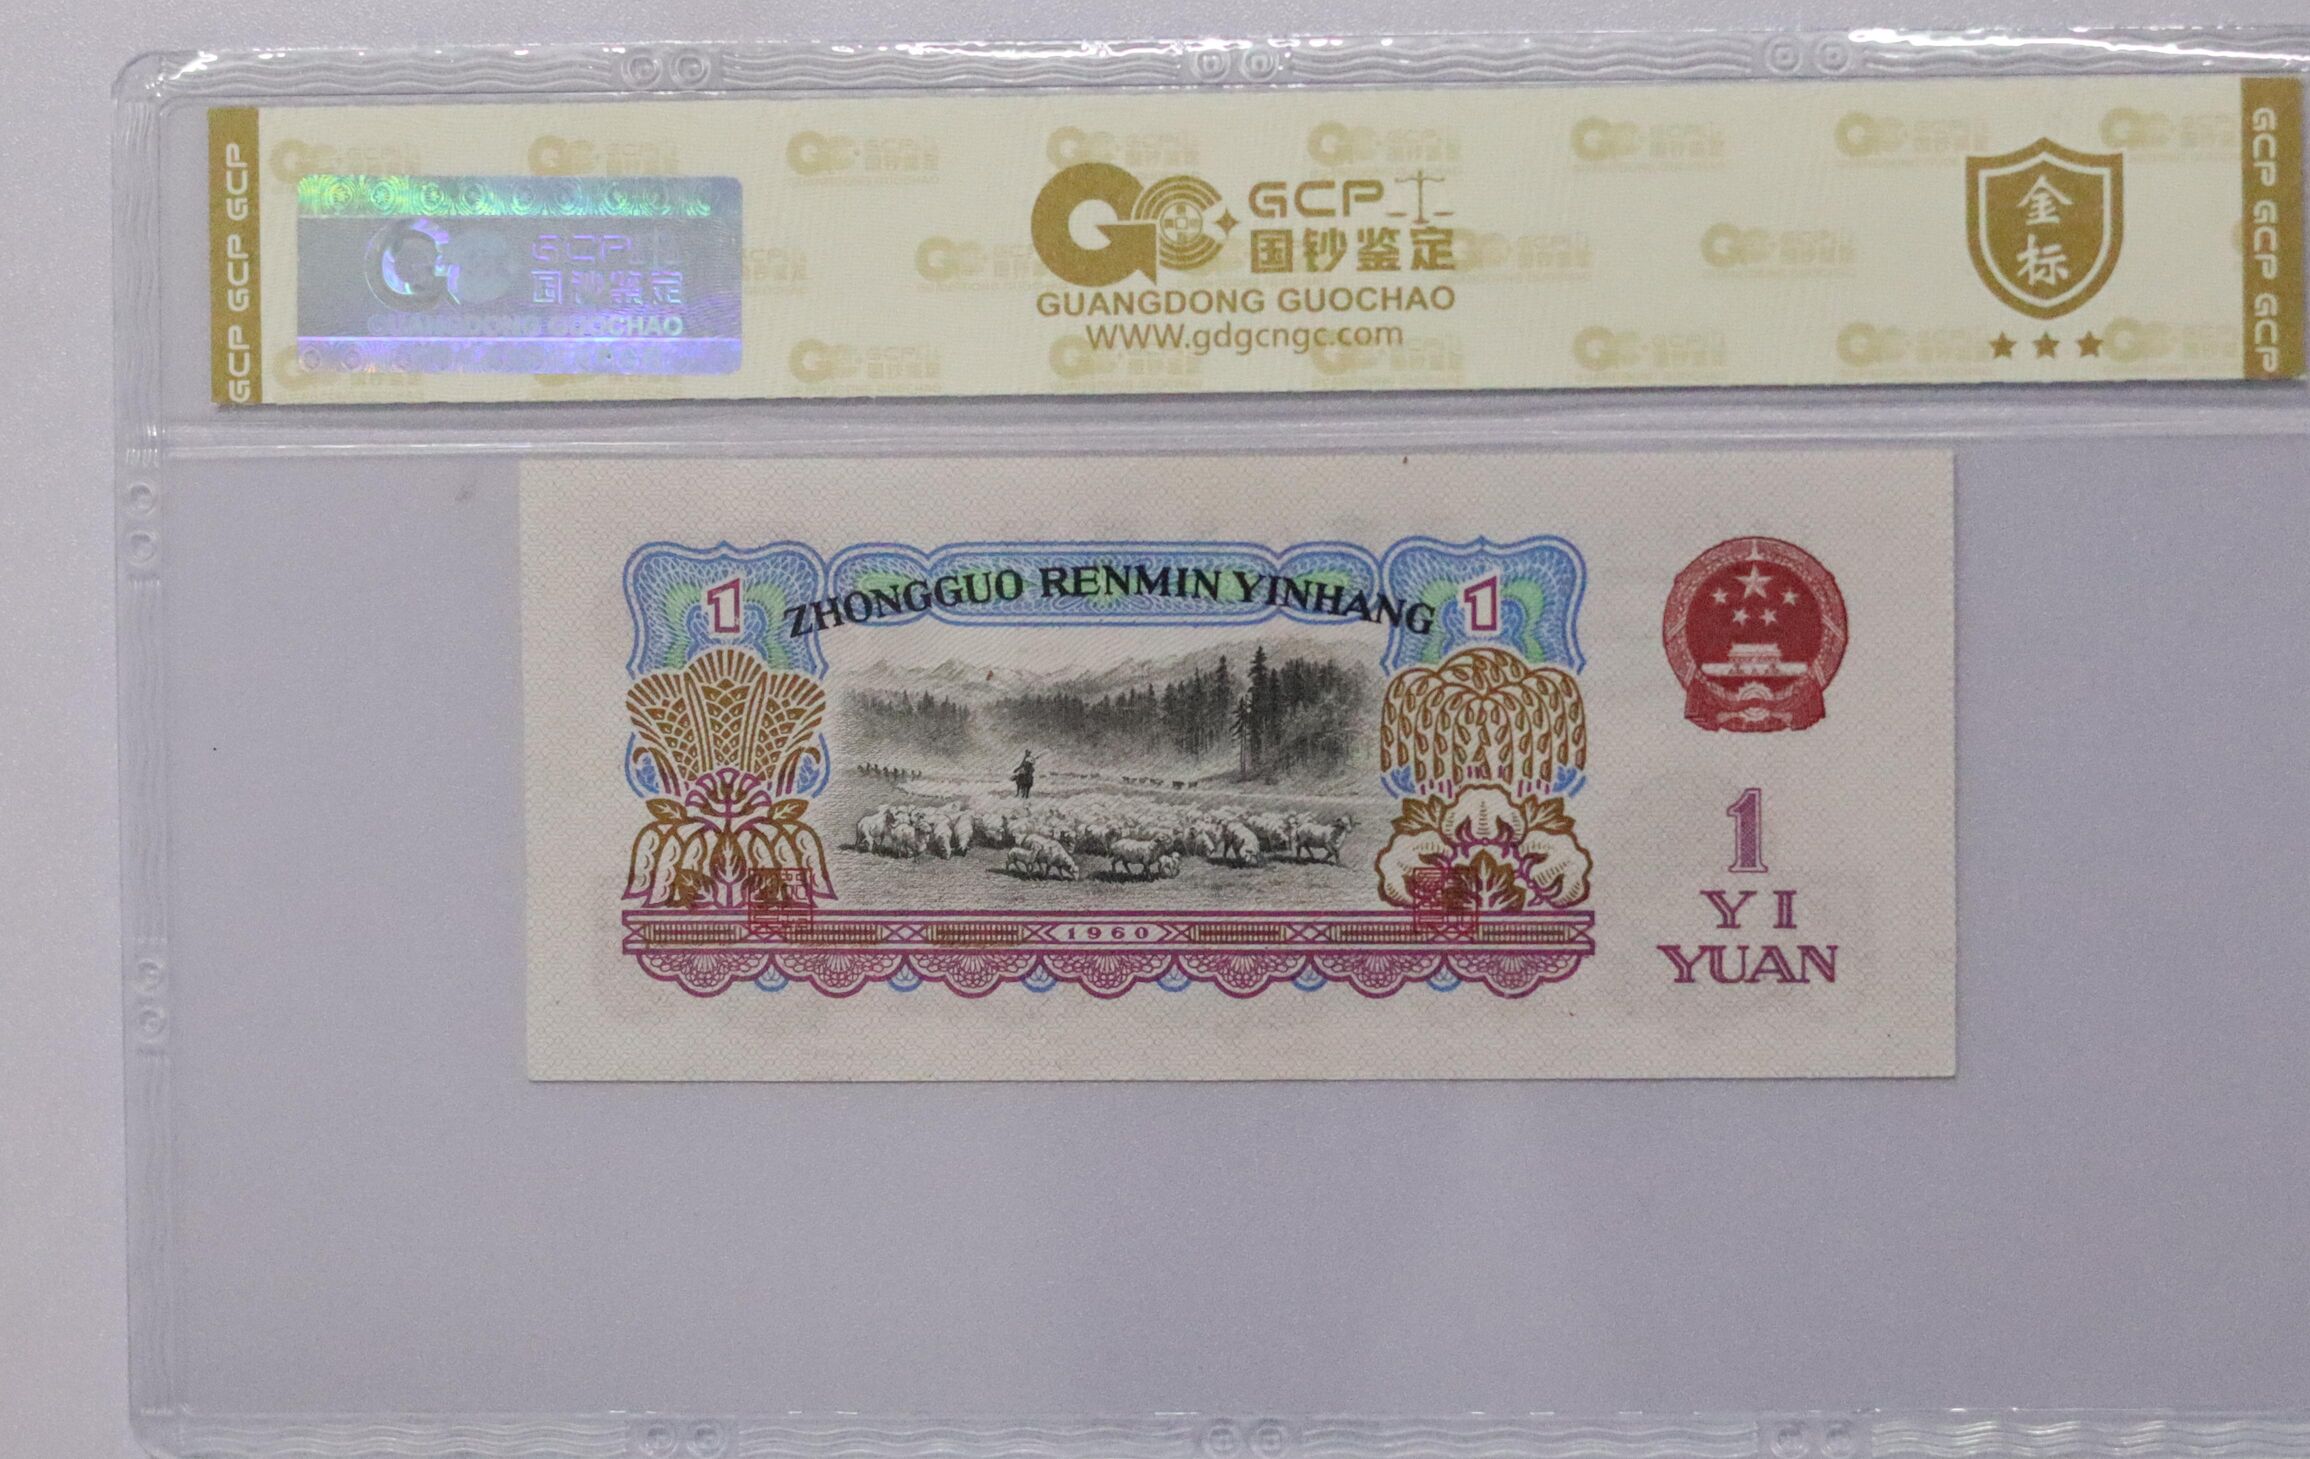 GCP GCP GCP
GCP
国钞鉴定
GUANGDONG GUOCHAO
GCP
国钞鉴定
GUANGDONG GUOCHAO
WWW.gdgcngc.com
金
标
GCP GCP GCP
ZHONGGUO RENMIN YINHANG
1
1
1
YI
YUAN
1960